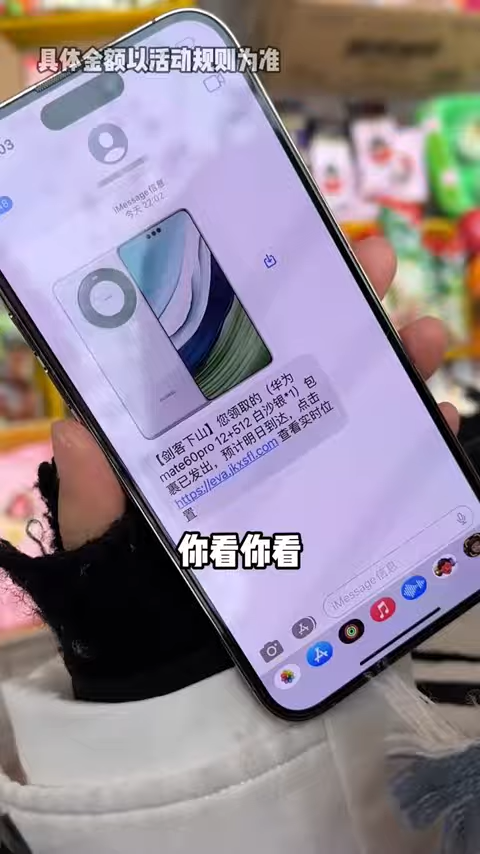 具体金额以活动规则为准
03
48
iMessage信息
今天 22:02
【剑客下山】您领取的（华为
mate60pro 12+512 白沙银*1）包
裹已发出，预计明日到达，点击
https://eva.jkxsfl.com 查看实时位
置
你看你看
iMessage信息